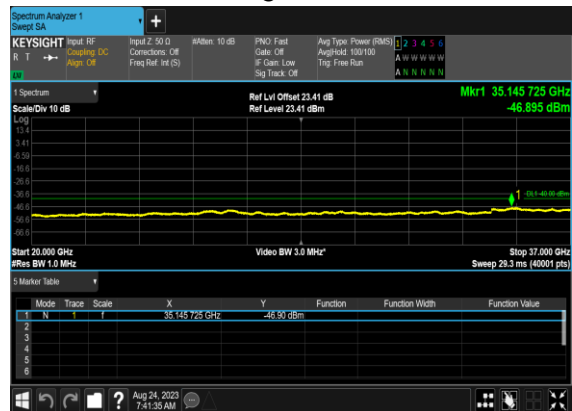 Spectrum Analyzer 1
Swept SA
+
KEYSIGHT Input: RF Input Z: 50 Ω #Atten: 10 dB PNO: Fast Avg Type: Power (RMS) 1 2 3 4 5 6
R T Coupling: DC Corrections: Off Gate: Off Avg|Hold: 100/100 A W W W W W
Align: Off Freq Ref: Int (S) IF Gain: Low Trig: Free Run
Sig Track: Off A N N N N N
1 Spectrum Ref Lvl Offset 23.41 dB Mkr1 35.145 725 GHz
Scale/Div 10 dB Ref Level 23.41 dBm -46.895 dBm
Log
13.4
3.41
-6.59
-16.6
-26.6
-36.6 1 DL1 -40.00 dBm
-46.6
-56.6
-66.6
Start 20.000 GHz Video BW 3.0 MHz* Stop 37.000 GHz
#Res BW 1.0 MHz Sweep 29.3 ms (40001 pts)
5 Marker Table
Mode Trace Scale X Y Function Function Width Function Value
1 N 1 f 35.145 725 GHz -46.90 dBm
2
3
4
5
6
? Aug 24, 2023
7:41:35 AM